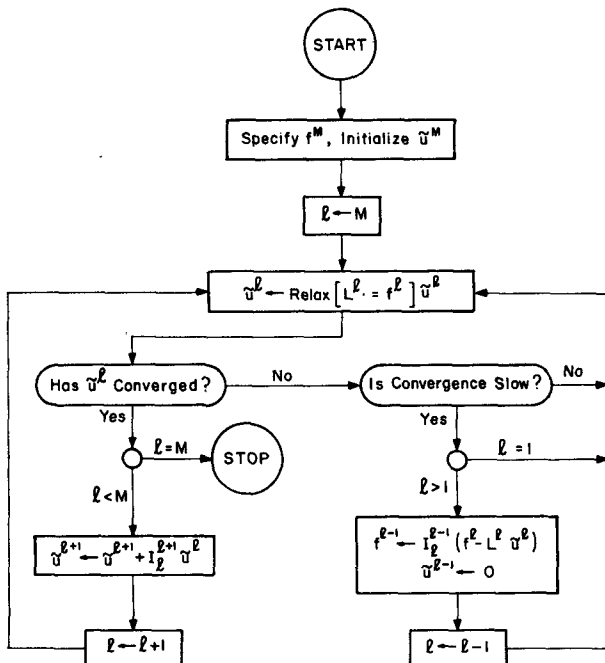 START
Specify f^M, Initialize ũ^M
ℓ ← M
ũ^ℓ ← Relax [L^ℓ · = f^ℓ] ũ^ℓ
Has ũ^ℓ Converged?
No
Is Convergence Slow?
No
Yes
Yes
ℓ = M
STOP
ℓ = 1
ℓ < M
ℓ > 1
ũ^{ℓ+1} ← ũ^{ℓ+1} + I_ℓ^{ℓ+1} ũ^ℓ
f^{ℓ-1} ← I_ℓ^{ℓ-1} (f^ℓ - L^ℓ ũ^ℓ)
ũ^{ℓ-1} ← 0
ℓ ← ℓ+1
ℓ ← ℓ-1